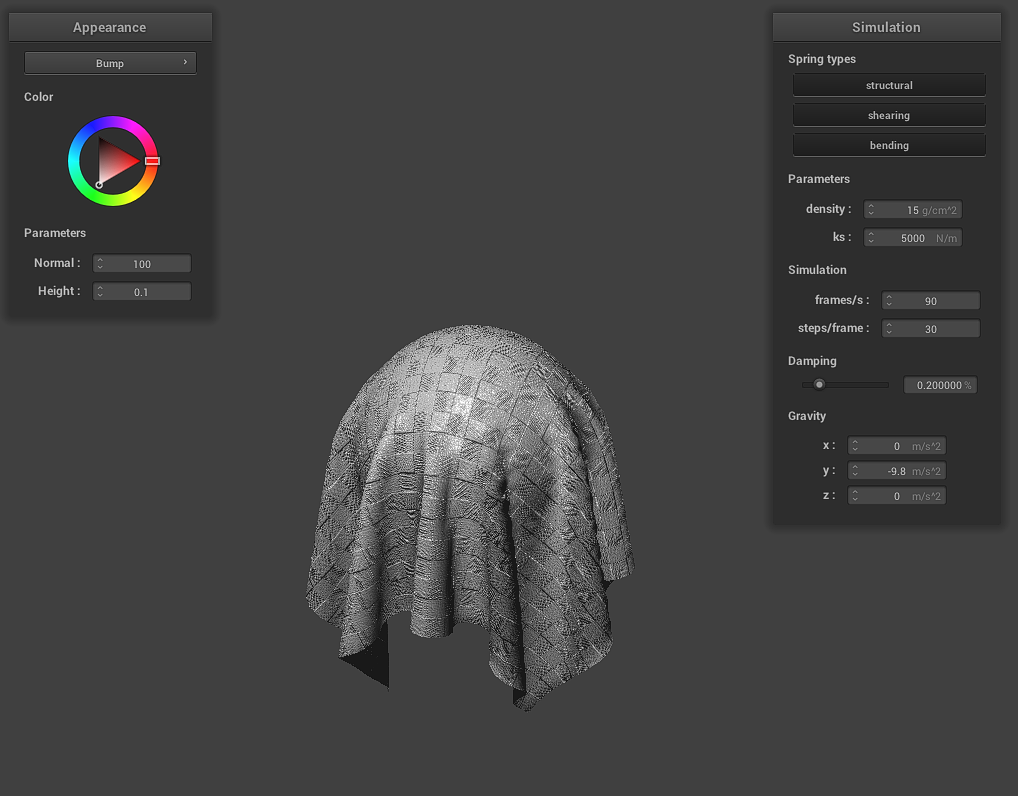 Appearance
Bump ›
Color
Parameters
Normal : 100
Height : 0.1
Simulation
Spring types
structural
shearing
bending
Parameters
density : 15 g/cm^2
ks : 5000 N/m
Simulation
frames/s : 90
steps/frame : 30
Damping
0.200000 %
Gravity
x : 0 m/s^2
y : -9.8 m/s^2
z : 0 m/s^2